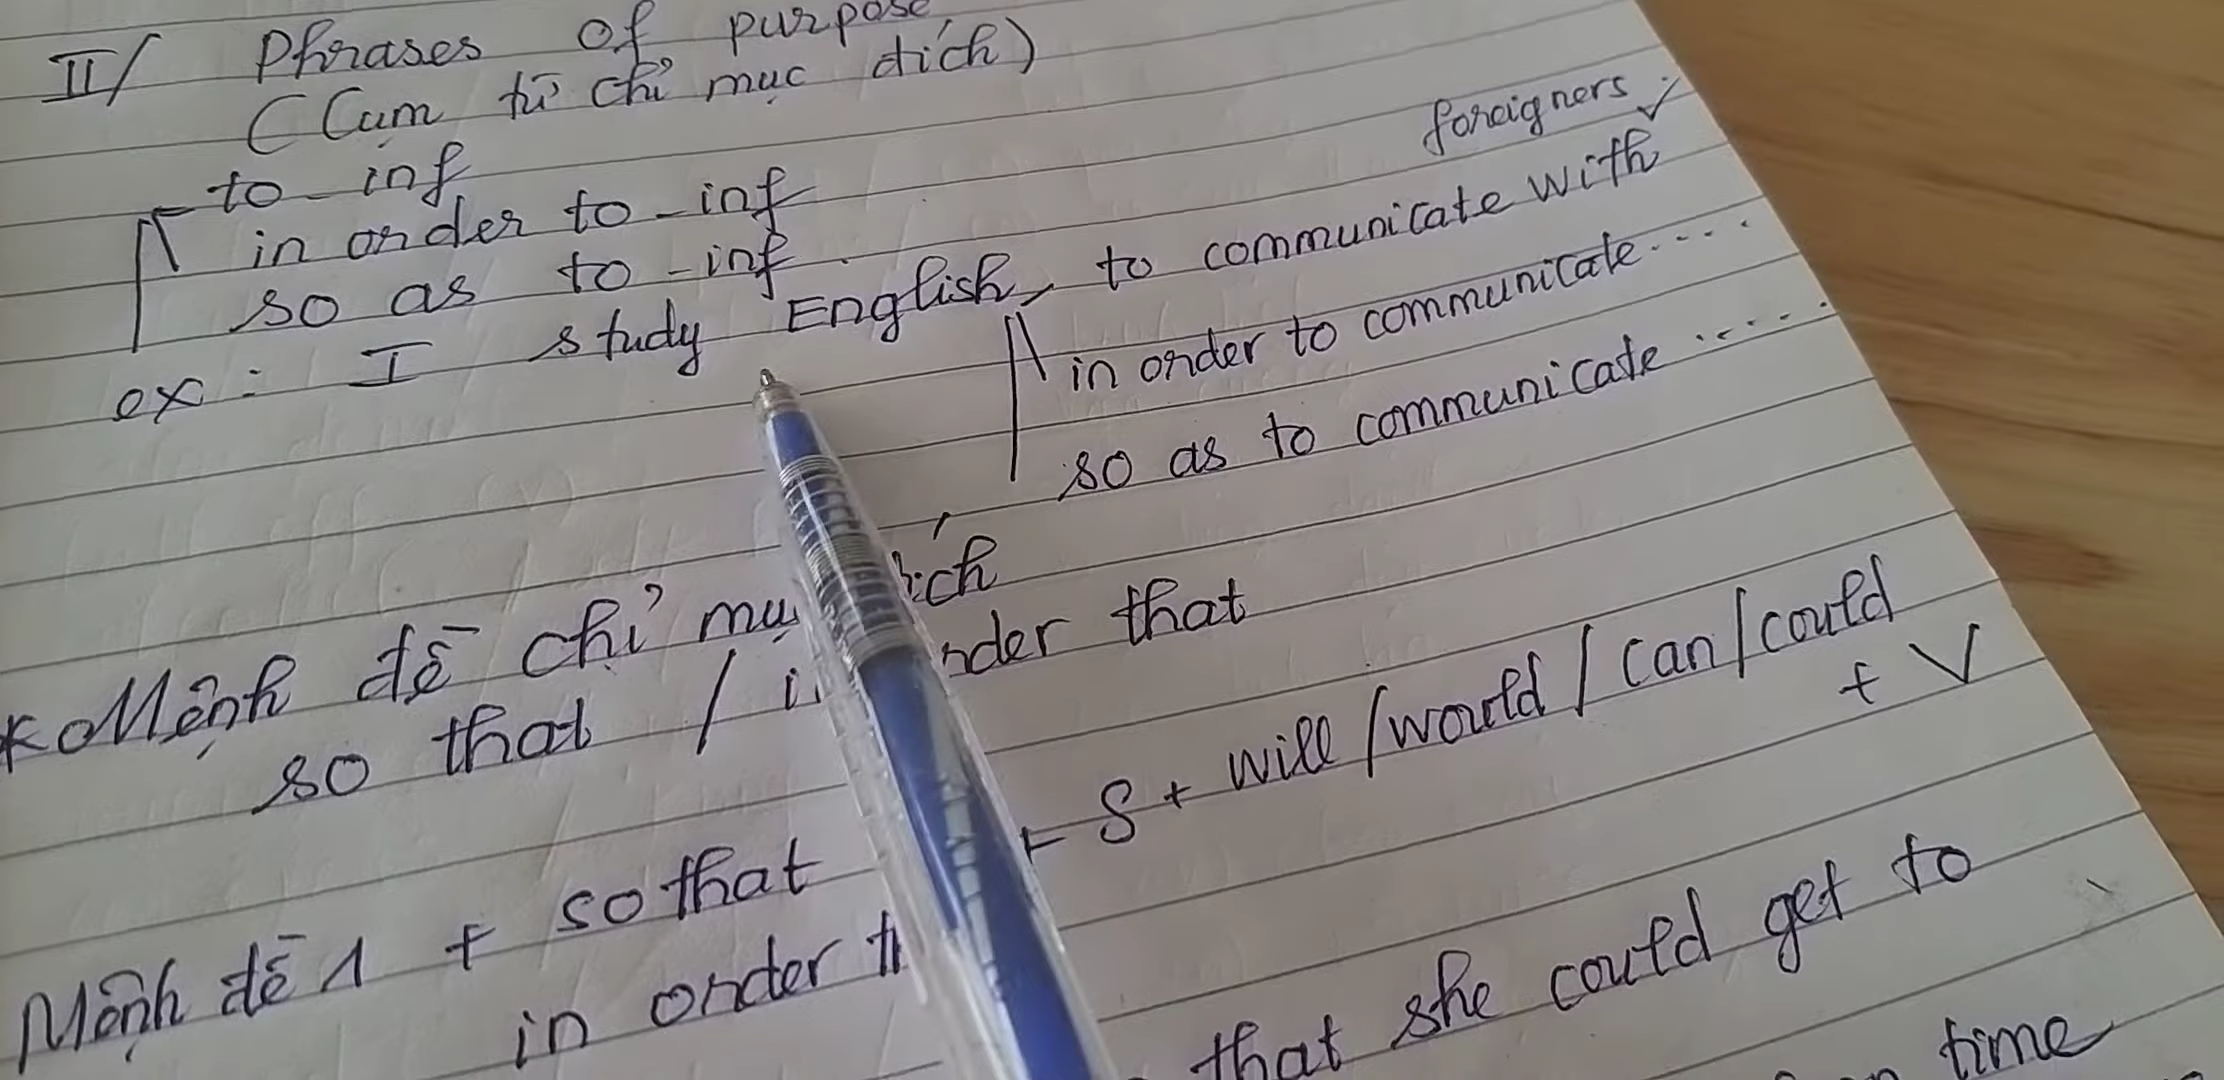 II/ Phrases of purpose
(Cụm từ chỉ mục đích)
to inf
in order to - inf
so as to - inf
foreigners
ex: I study English, to communicate with
in order to communicate.....
so as to communicate.....
Mệnh đề chỉ
so that / order that
Mệnh đề 1 + so that + S + will / would / can / could
+ V
in order
that she could get to
time